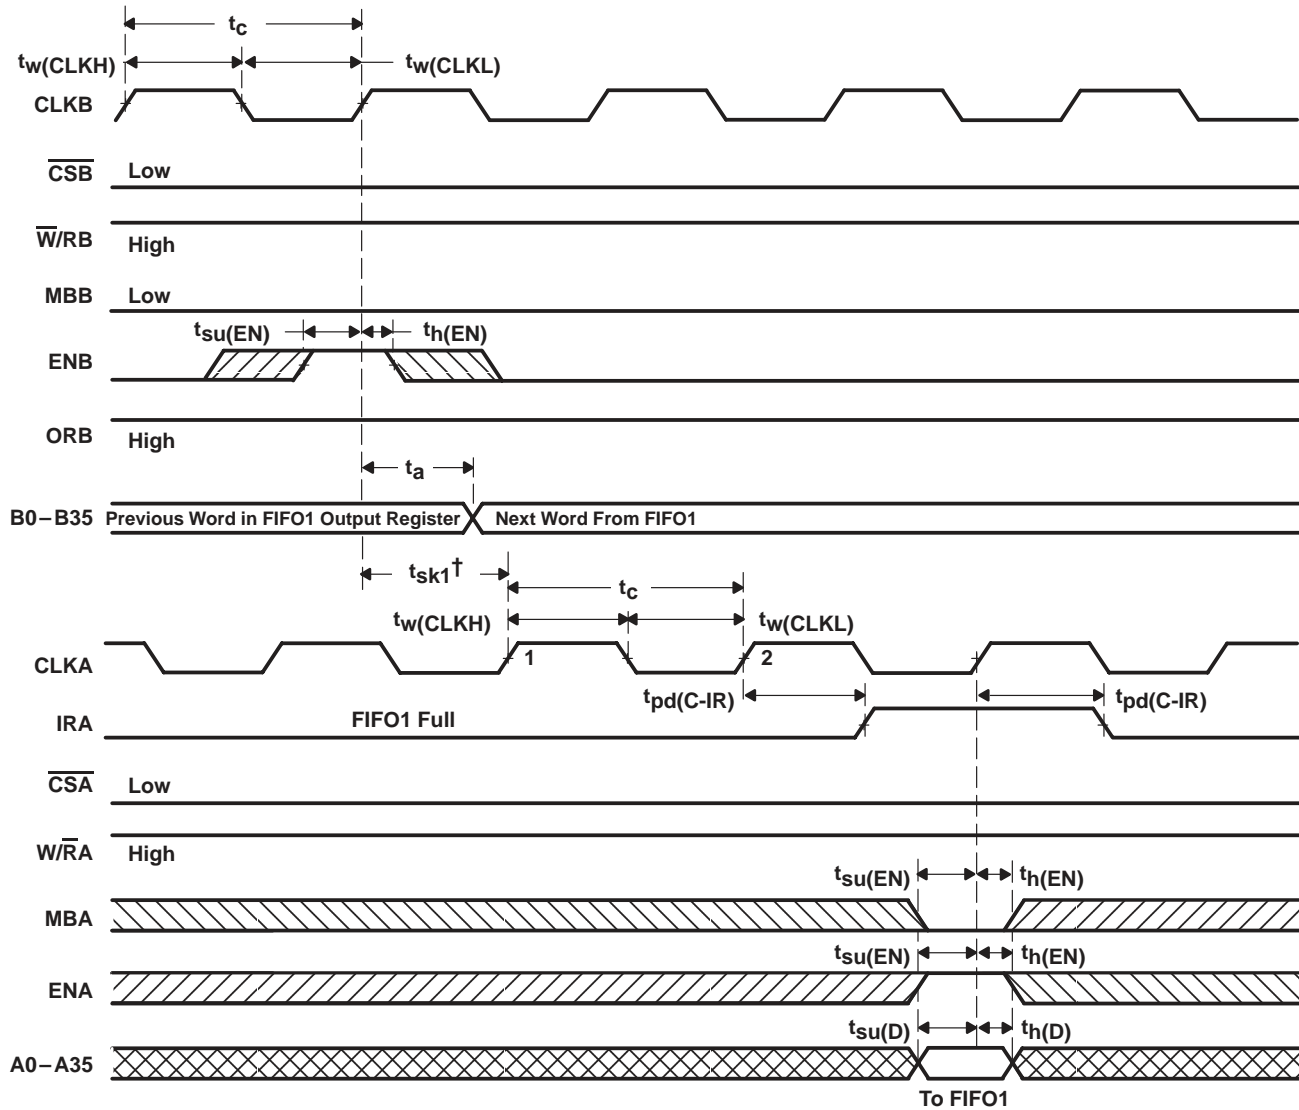 tc
tw(CLKH)
tw(CLKL)
CLKB
CSB
Low
W/RB
High
MBB
Low
tsu(EN)
th(EN)
ENB
ORB
High
ta
B0–B35
Previous Word in FIFO1 Output Register
Next Word From FIFO1
tsk1†
tc
tw(CLKH)
tw(CLKL)
CLKA
1
2
tpd(C-IR)
tpd(C-IR)
IRA
FIFO1 Full
CSA
Low
W/RA
High
tsu(EN)
th(EN)
MBA
tsu(EN)
th(EN)
ENA
tsu(D)
th(D)
A0–A35
To FIFO1